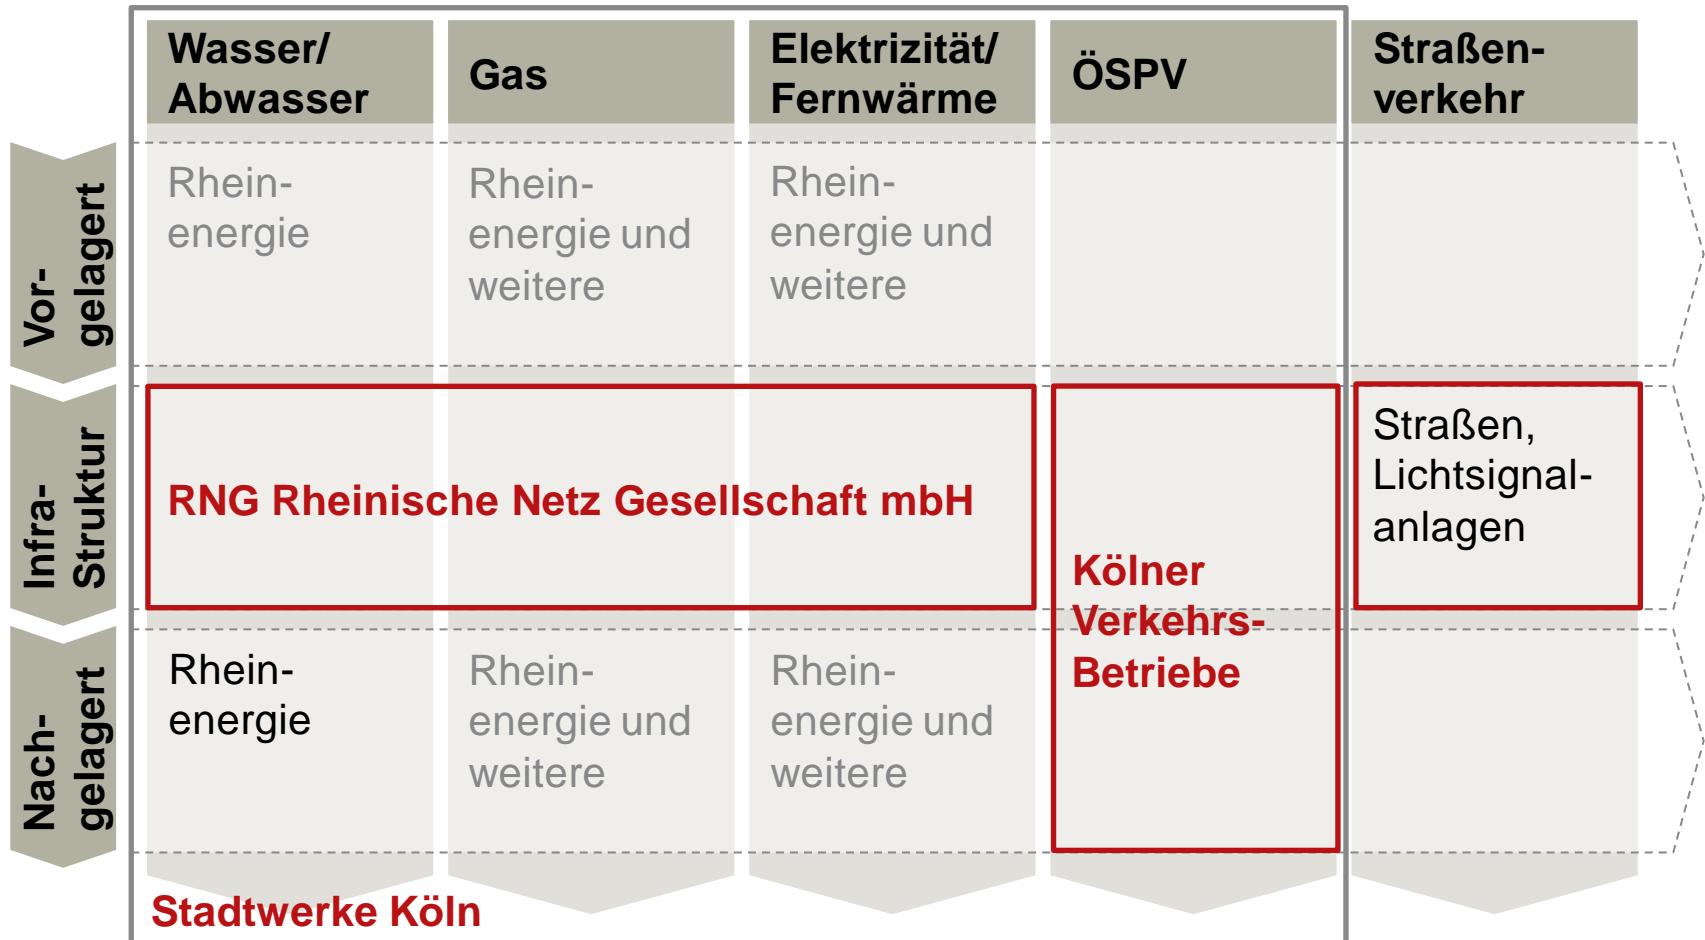 Wasser/
Abwasser
Gas
Elektrizität/
Fernwärme
ÖSPV
Straßen-
verkehr
Vor-
gelagert
Rhein-
energie
Rhein-
energie und
weitere
Rhein-
energie und
weitere
Infra-
Struktur
RNG Rheinische Netz Gesellschaft mbH
Kölner
Verkehrs-
Betriebe
Straßen,
Lichtsignal-
anlagen
Nach-
gelagert
Rhein-
energie
Rhein-
energie und
weitere
Rhein-
energie und
weitere
Stadtwerke Köln